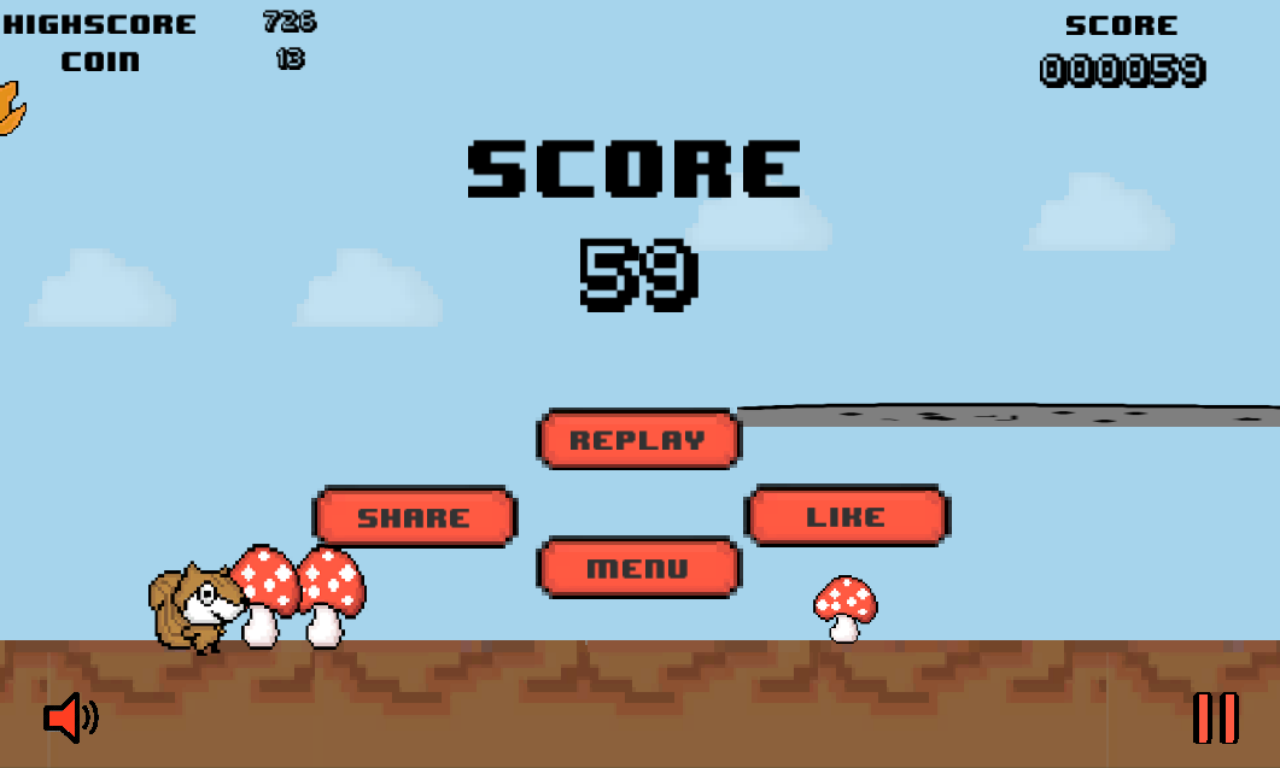 HIGHSCORE 726
COIN 13
SCORE
000059
SCORE
59
REPLAY
SHARE
LIKE
MENU